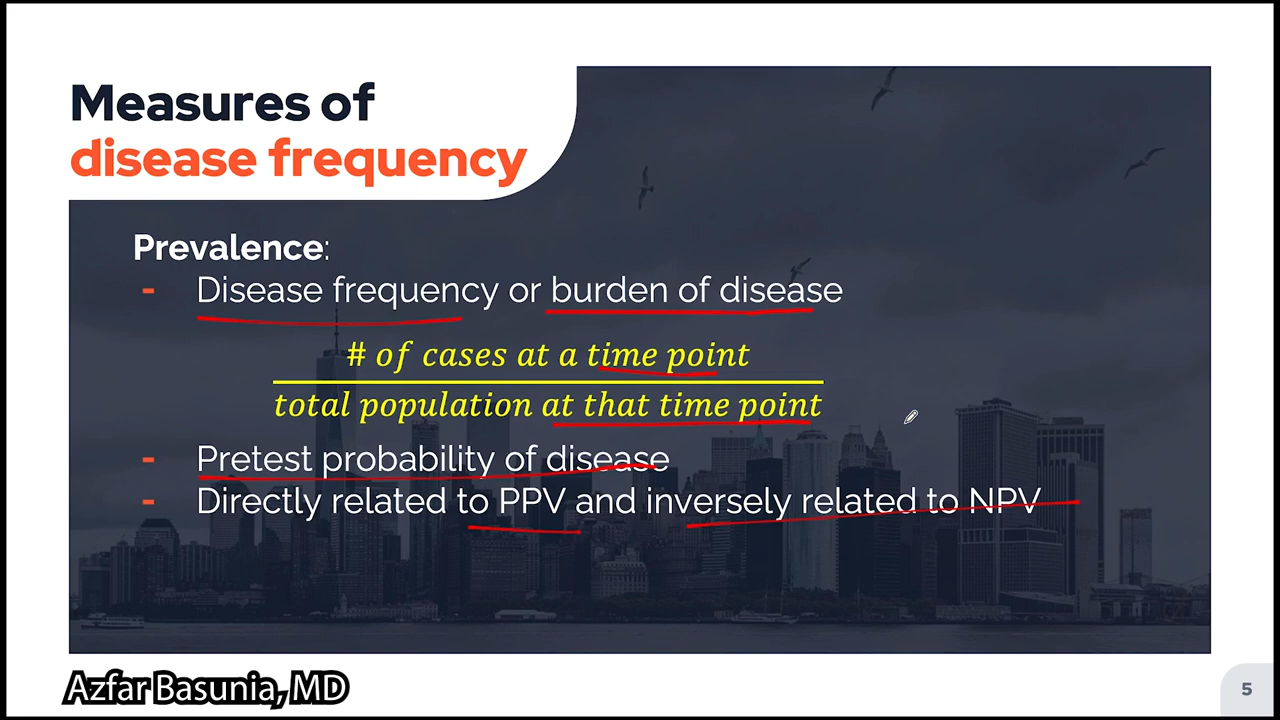 Measures of
disease frequency
Prevalence:
- Disease frequency or burden of disease
# of cases at a time point
total population at that time point
- Pretest probability of disease
- Directly related to PPV and inversely related to NPV
Azfar Basunia, MD
5